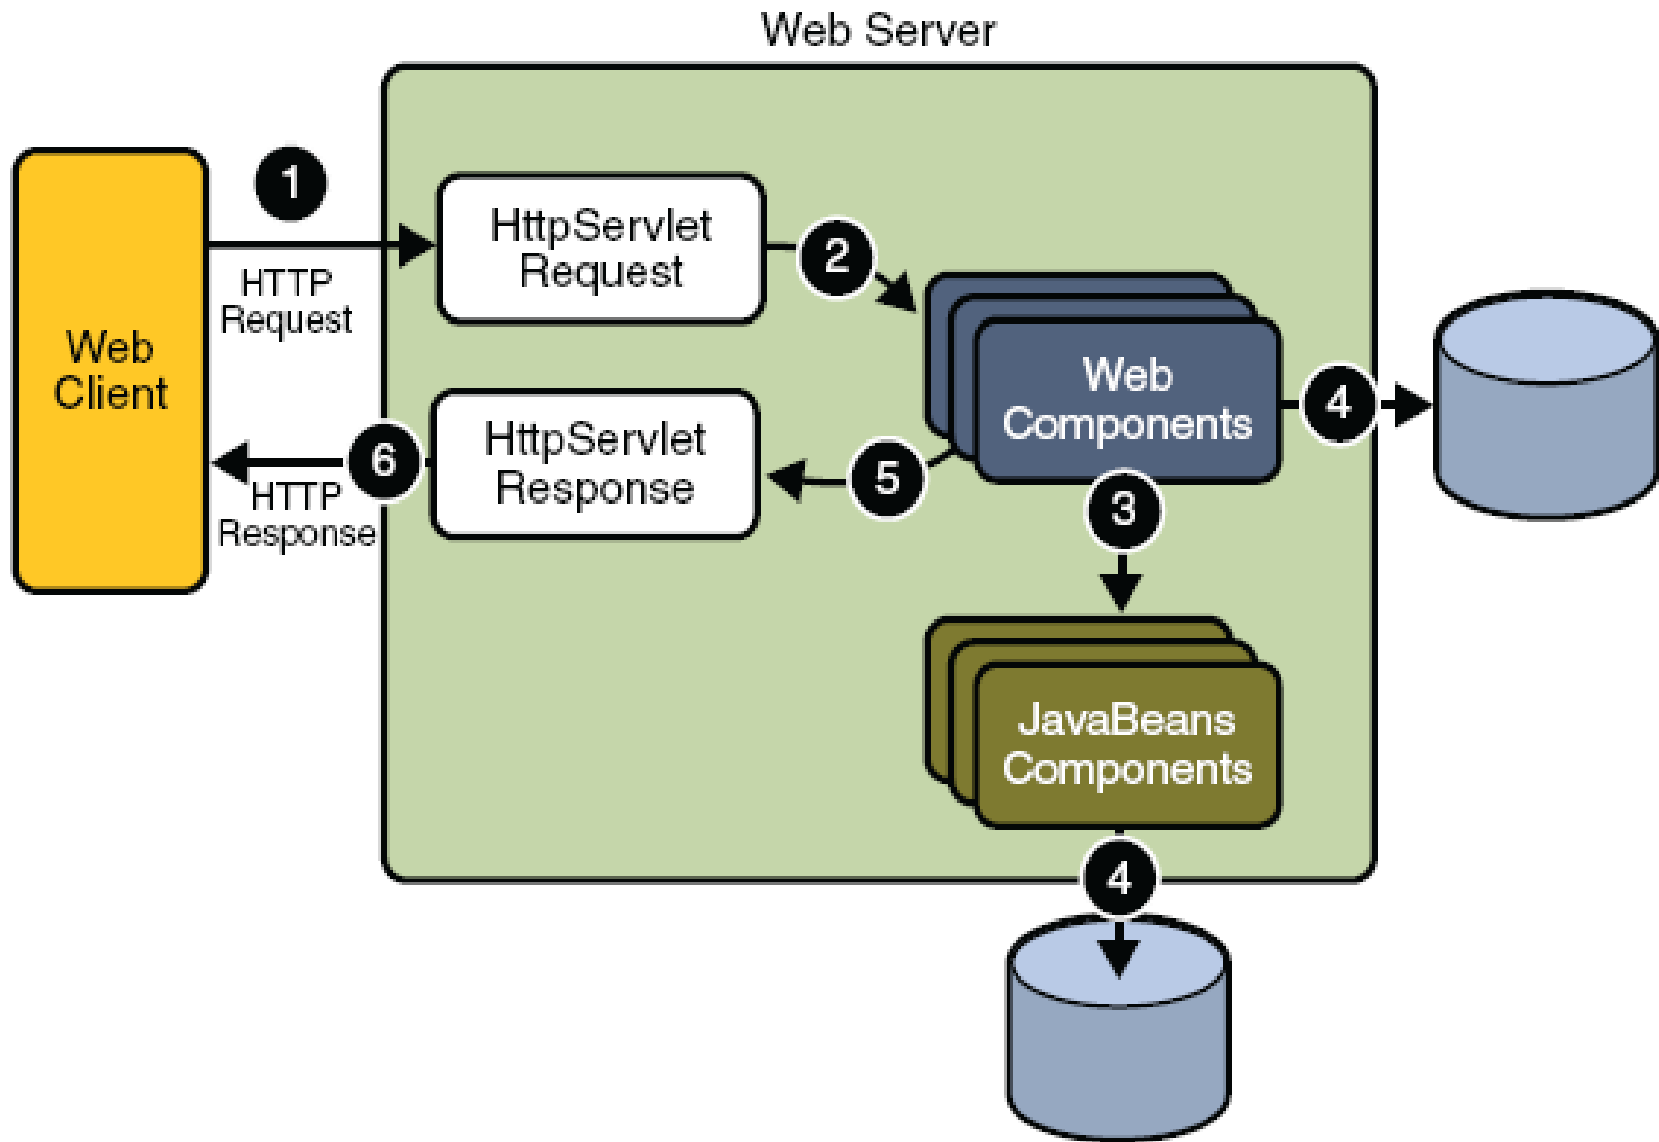 Web Server
1
HTTP
Request
HttpServlet
Request
2
Web
Client
Web
Components
4
HttpServlet
Response
5
6
HTTP
Response
3
JavaBeans
Components
4